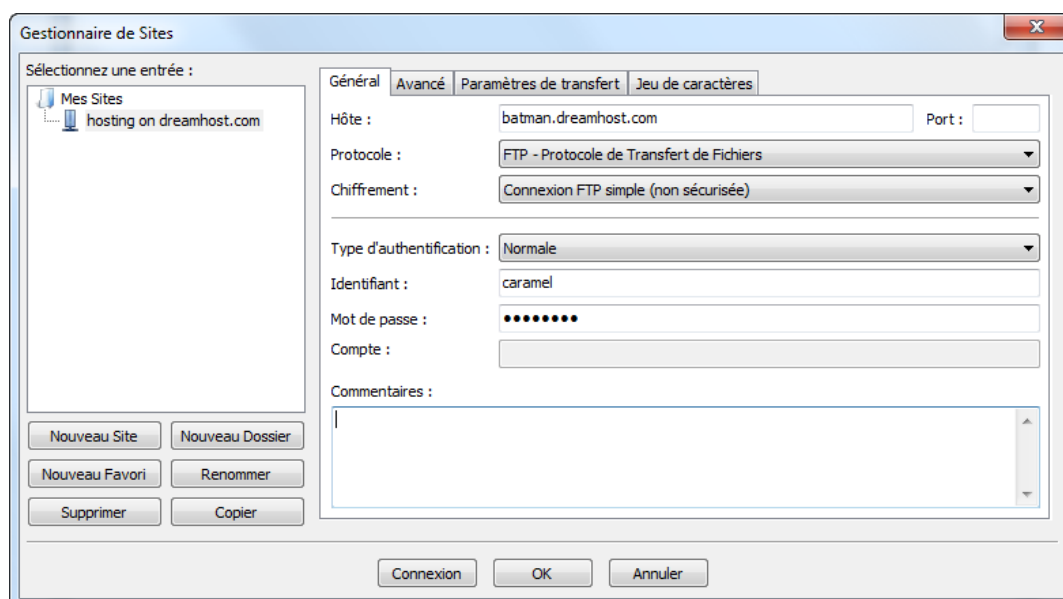 Gestionnaire de Sites
Sélectionnez une entrée :
Mes Sites
hosting on dreamhost.com
Nouveau Site
Nouveau Dossier
Nouveau Favori
Renommer
Supprimer
Copier
Général
Avancé
Paramètres de transfert
Jeu de caractères
Hôte :
batman.dreamhost.com
Port :
Protocole :
FTP - Protocole de Transfert de Fichiers
Chiffrement :
Connexion FTP simple (non sécurisée)
Type d'authentification :
Normale
Identifiant :
caramel
Mot de passe :
••••••••
Compte :
Commentaires :
Connexion
OK
Annuler